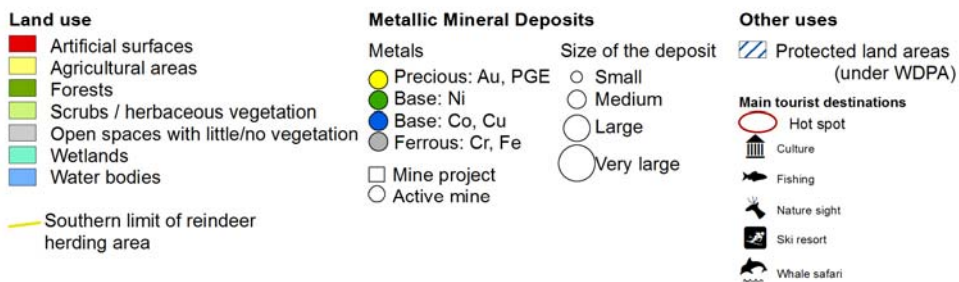 Land use
Artificial surfaces
Agricultural areas
Forests
Scrubs / herbaceous vegetation
Open spaces with little/no vegetation
Wetlands
Water bodies
Southern limit of reindeer
herding area
Metallic Mineral Deposits
Metals
Precious: Au, PGE
Base: Ni
Base: Co, Cu
Ferrous: Cr, Fe
Mine project
Active mine
Size of the deposit
Small
Medium
Large
Very large
Other uses
Protected land areas
(under WDPA)
Main tourist destinations
Hot spot
Culture
Fishing
Nature sight
Ski resort
Whale safari